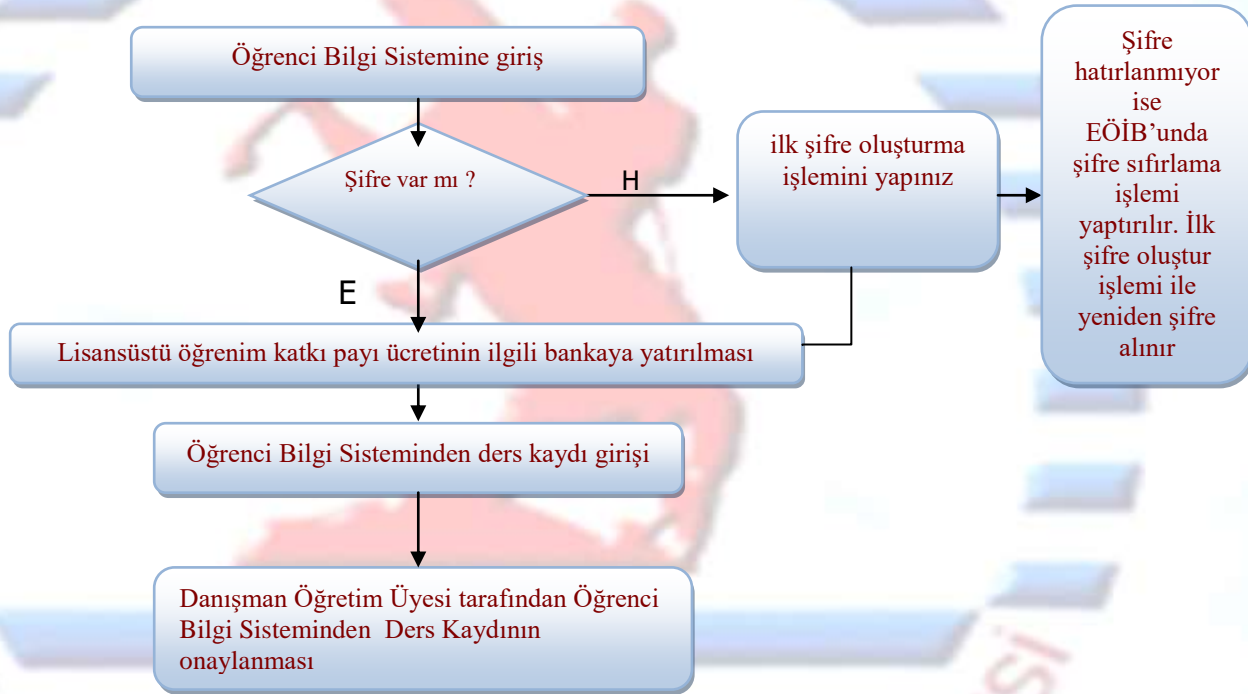 Öğrenci Bilgi Sistemine giriş
Şifre var mı ?
H
ilk şifre oluşturma
işlemini yapınız
Şifre
hatırlanmıyor
ise
EÖİB’unda
şifre sıfırlama
işlemi
yaptırılır. İlk
şifre oluştur
işlemi ile
yeniden şifre
alınır
E
Lisansüstü öğrenim katkı payı ücretinin ilgili bankaya yatırılması
Öğrenci Bilgi Sisteminden ders kaydı girişi
Danışman Öğretim Üyesi tarafından Öğrenci
Bilgi Sisteminden Ders Kaydının
onaylanması
Sİ